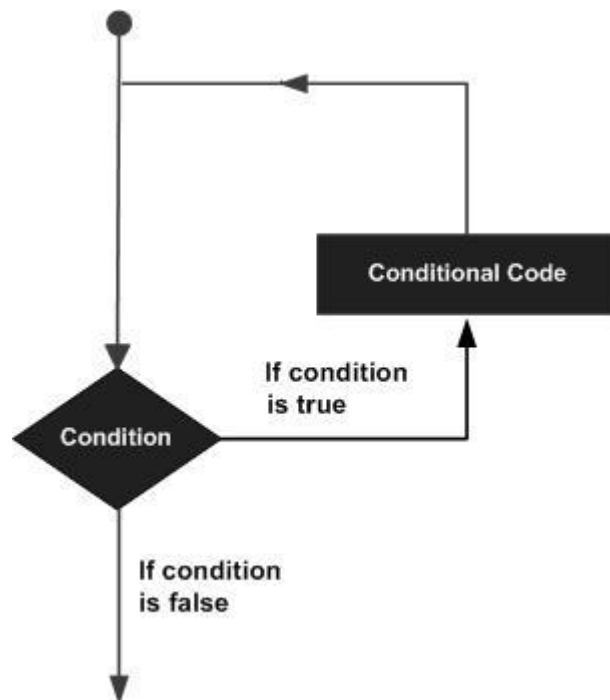 Conditional Code
If condition
is true
Condition
If condition
is false